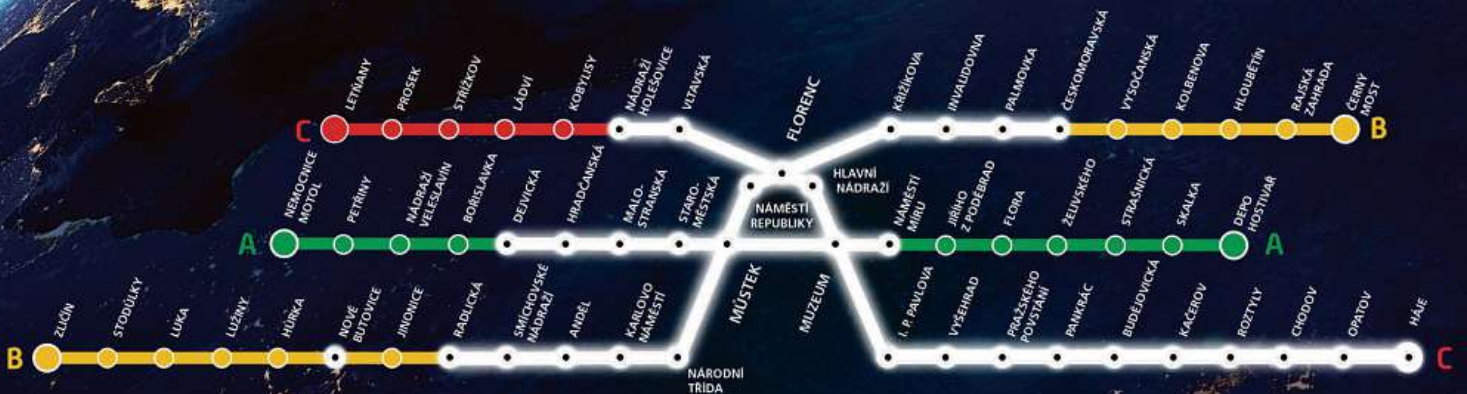 C
LETŇANY
PROSEK
STŘÍŽKOV
LÁDVÍ
KOBYLISY
NÁDRAŽÍ
HOLEŠOVICE
VLTAVSKÁ
FLORENC
KŘIŽÍKOVA
INVALIDOVNA
PALMOVKA
ČESKOMORAVSKÁ
VYSOČANSKÁ
KOLBENOVA
HLOUBĚTÍN
RAJSKÁ
ZAHRADA
ČERNÝ
MOST
B
HLAVNÍ
NÁDRAŽÍ
NÁMĚSTÍ
REPUBLIKY
A
NEMOCNICE
MOTOL
PETŘINY
NÁDRAŽÍ
VELESLAVÍN
BOŘISLAVKA
DEJVICKÁ
HRADČANSKÁ
MALO-
STRANSKÁ
STARO-
MĚSTSKÁ
MŮSTEK
MUZEUM
NÁMĚSTÍ
MÍRU
JIŘÍHO
Z PODĚBRAD
FLORA
ŽELIVSKÉHO
STRAŠNICKÁ
SKALKA
DEPO
HOSTIVAŘ
A
B
ZLIČÍN
STODŮLKY
LUKA
LUŽINY
HŮRKA
NOVÉ
BUTOVICE
JINONICE
RADLICKÁ
SMÍCHOVSKÉ
NÁDRAŽÍ
ANDĚL
KARLOVO
NÁMĚSTÍ
NÁRODNÍ
TŘÍDA
I. P. PAVLOVA
VYŠEHRAD
PRAŽSKÉHO
POVSTÁNÍ
PANKRÁC
BUDĚJOVICKÁ
KAČEROV
ROZTYLY
CHODOV
OPATOV
HÁJE
C